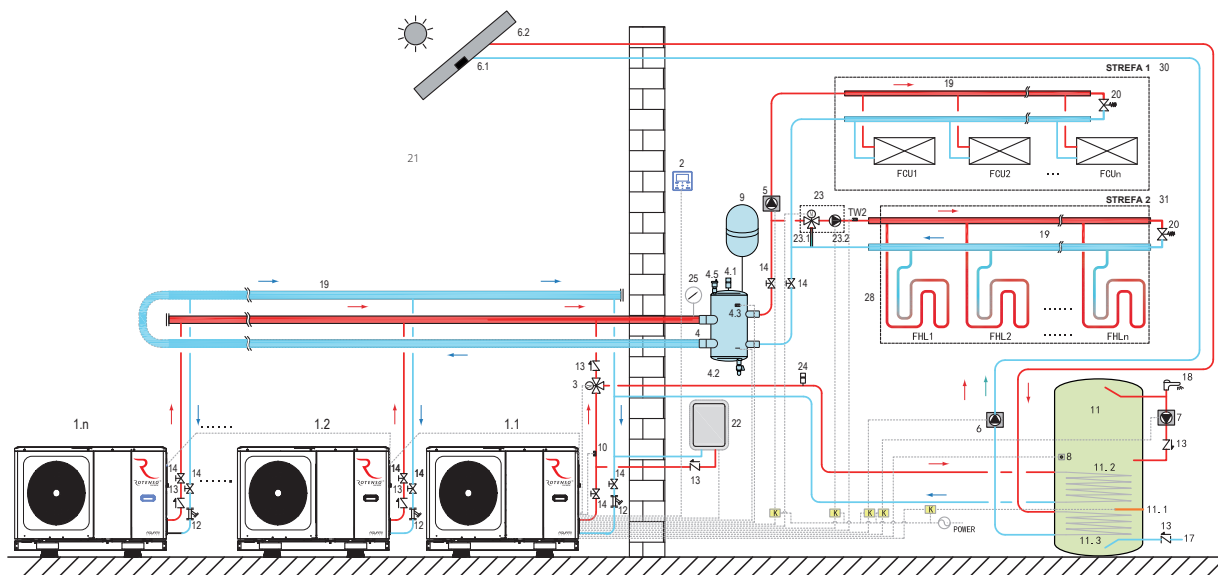 6.2
6.1
STREFA 1 30
19
20
21
2
FCU1
FCU2
...
FCUn
5
9
23
STREFA 2 31
TW2
20
23.1
23.2
19
4.5
4.1
14
14
25
19
4.3
28
4
4.2
FHL1
FHL2
......
FHLn
13
3
24
18
11
1.n
......
1.2
1.1
22
6
7
10
8
13
14
14
14
14
14
13
11.2
13
......
13
14
12
12
12
K
K
K
K
K
11.1
POWER
13
17
11.3
R
ROTENSO
R
ROTENSO
R
ROTENSO